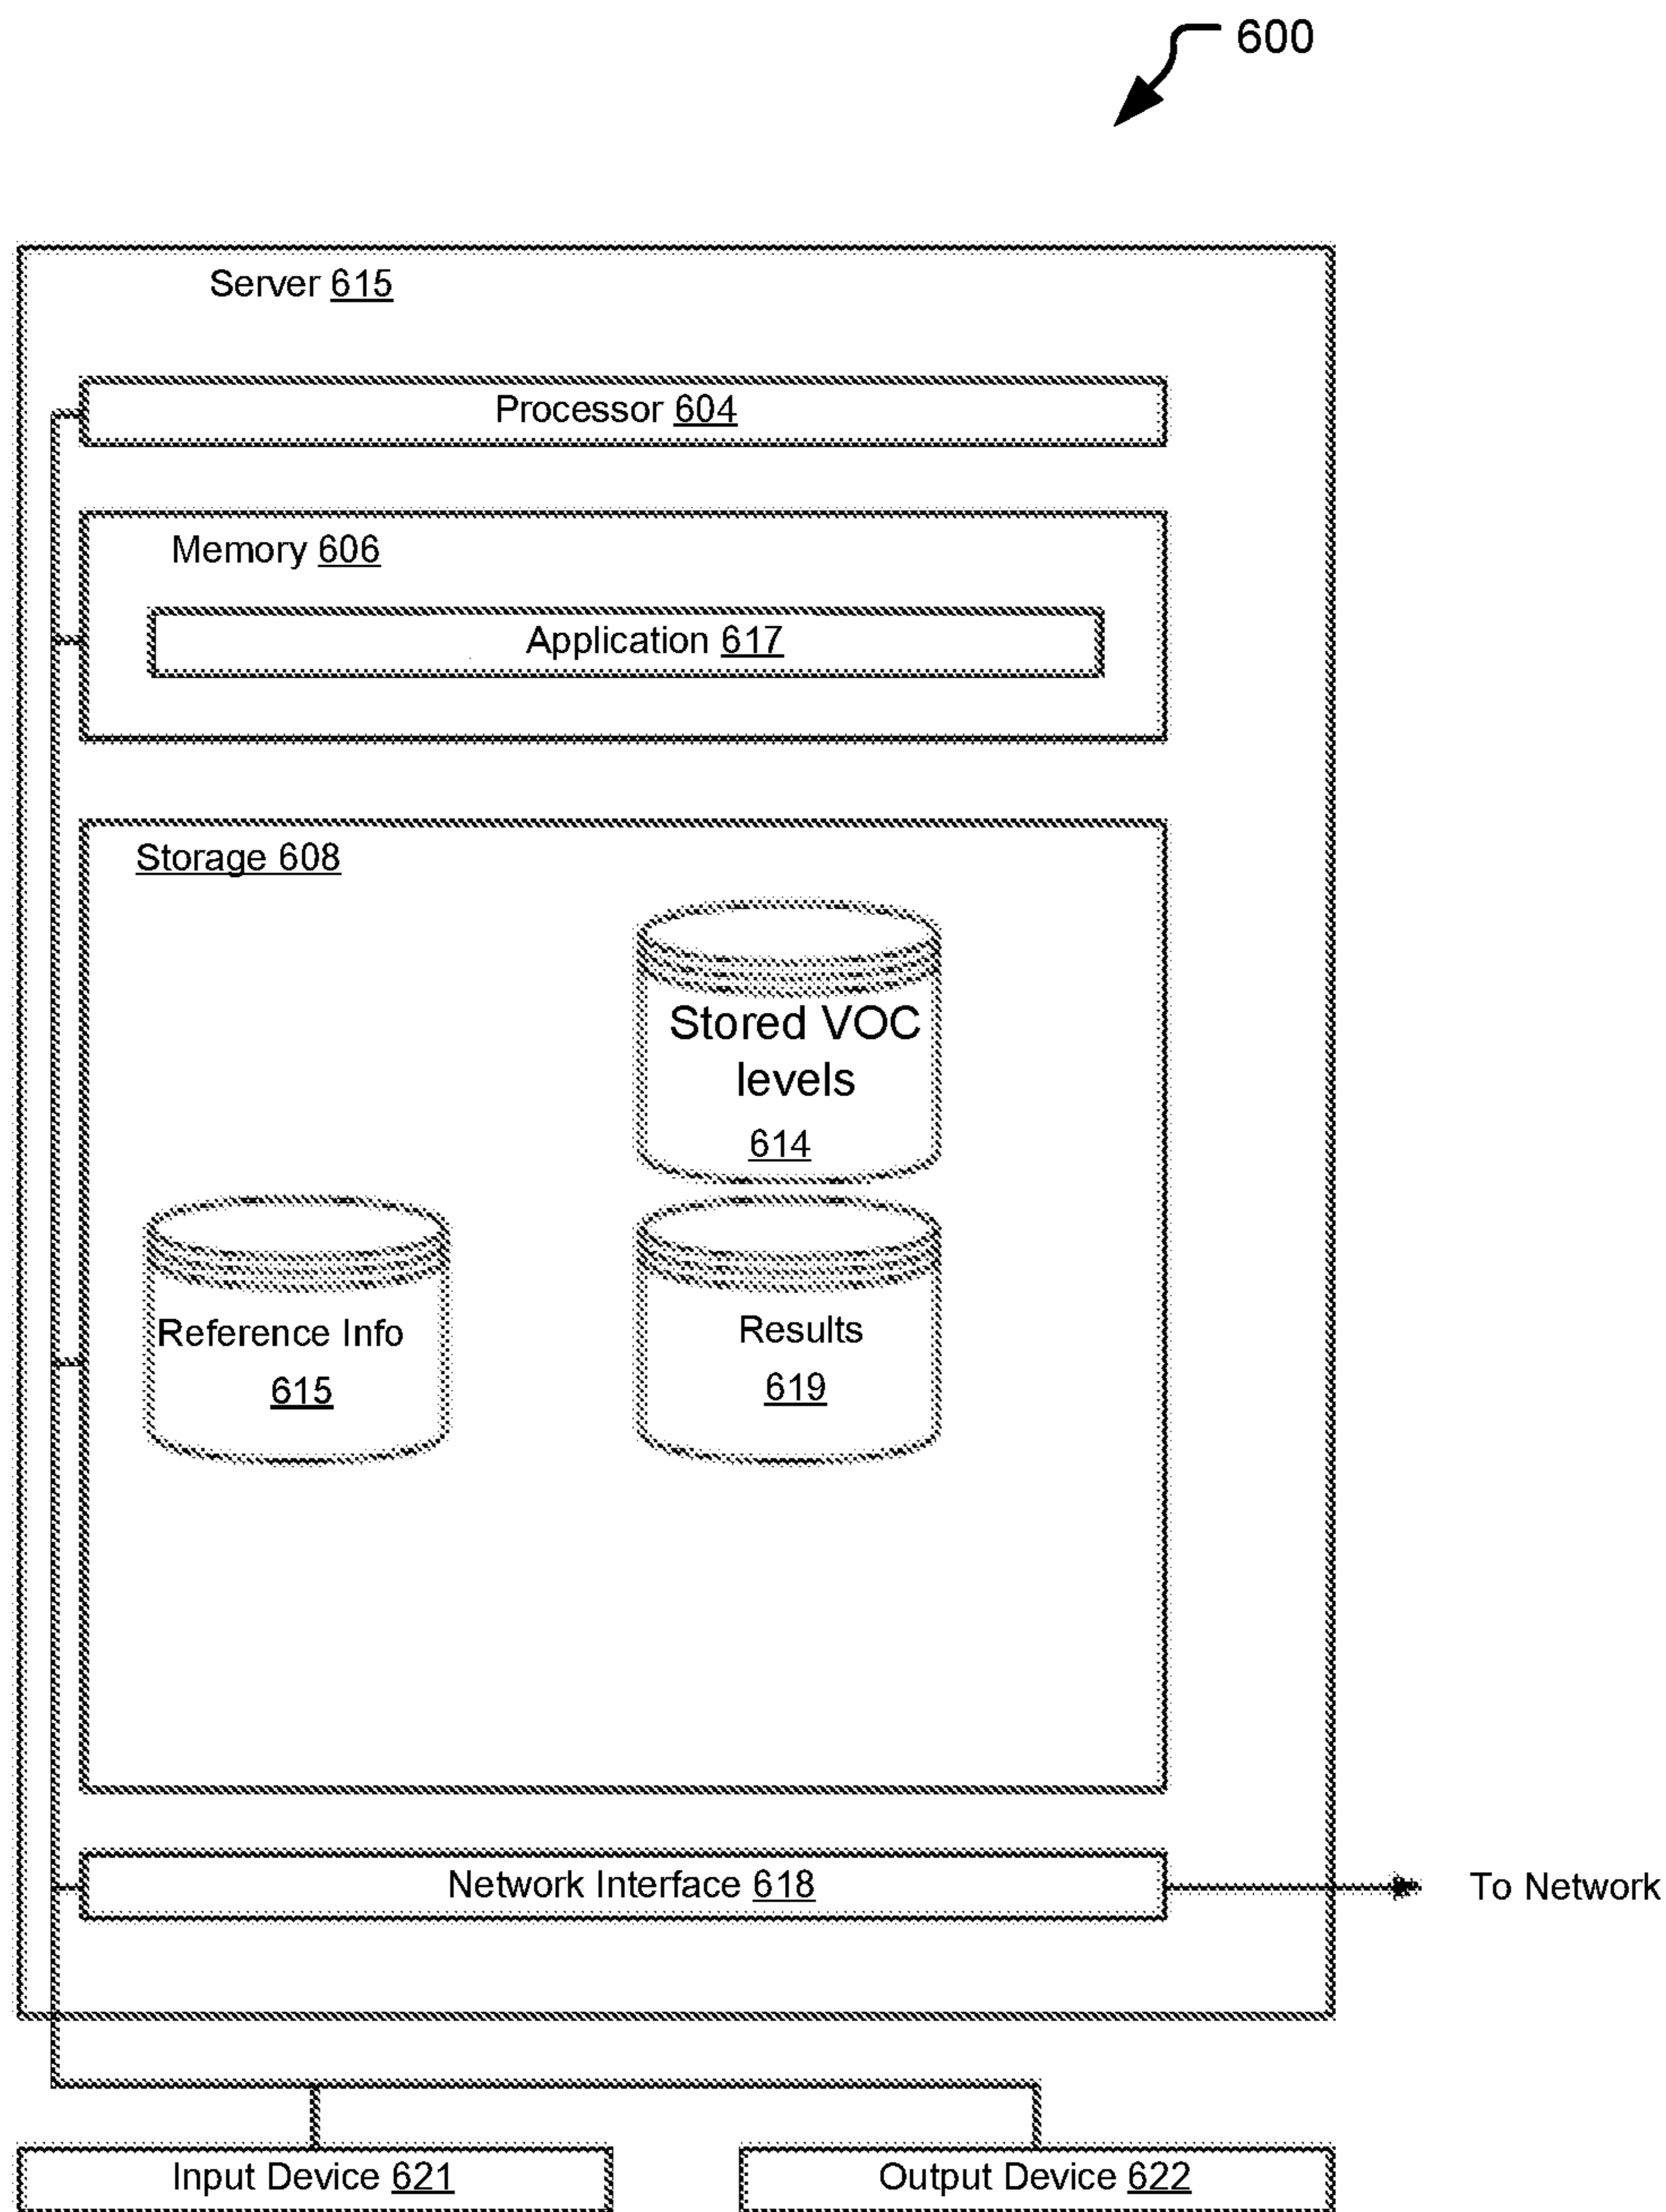 600
Server 615
Processor 604
Memory 606
Application 617
Storage 608
Stored VOC
levels
614
Reference Info
615
Results
619
Network Interface 618
To Network
Input Device 621
Output Device 622